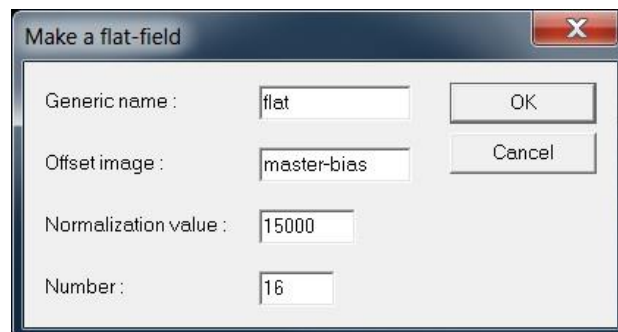 Make a flat-field
Generic name : flat
OK
Offset image : master-bias
Cancel
Normalization value : 15000
Number : 16